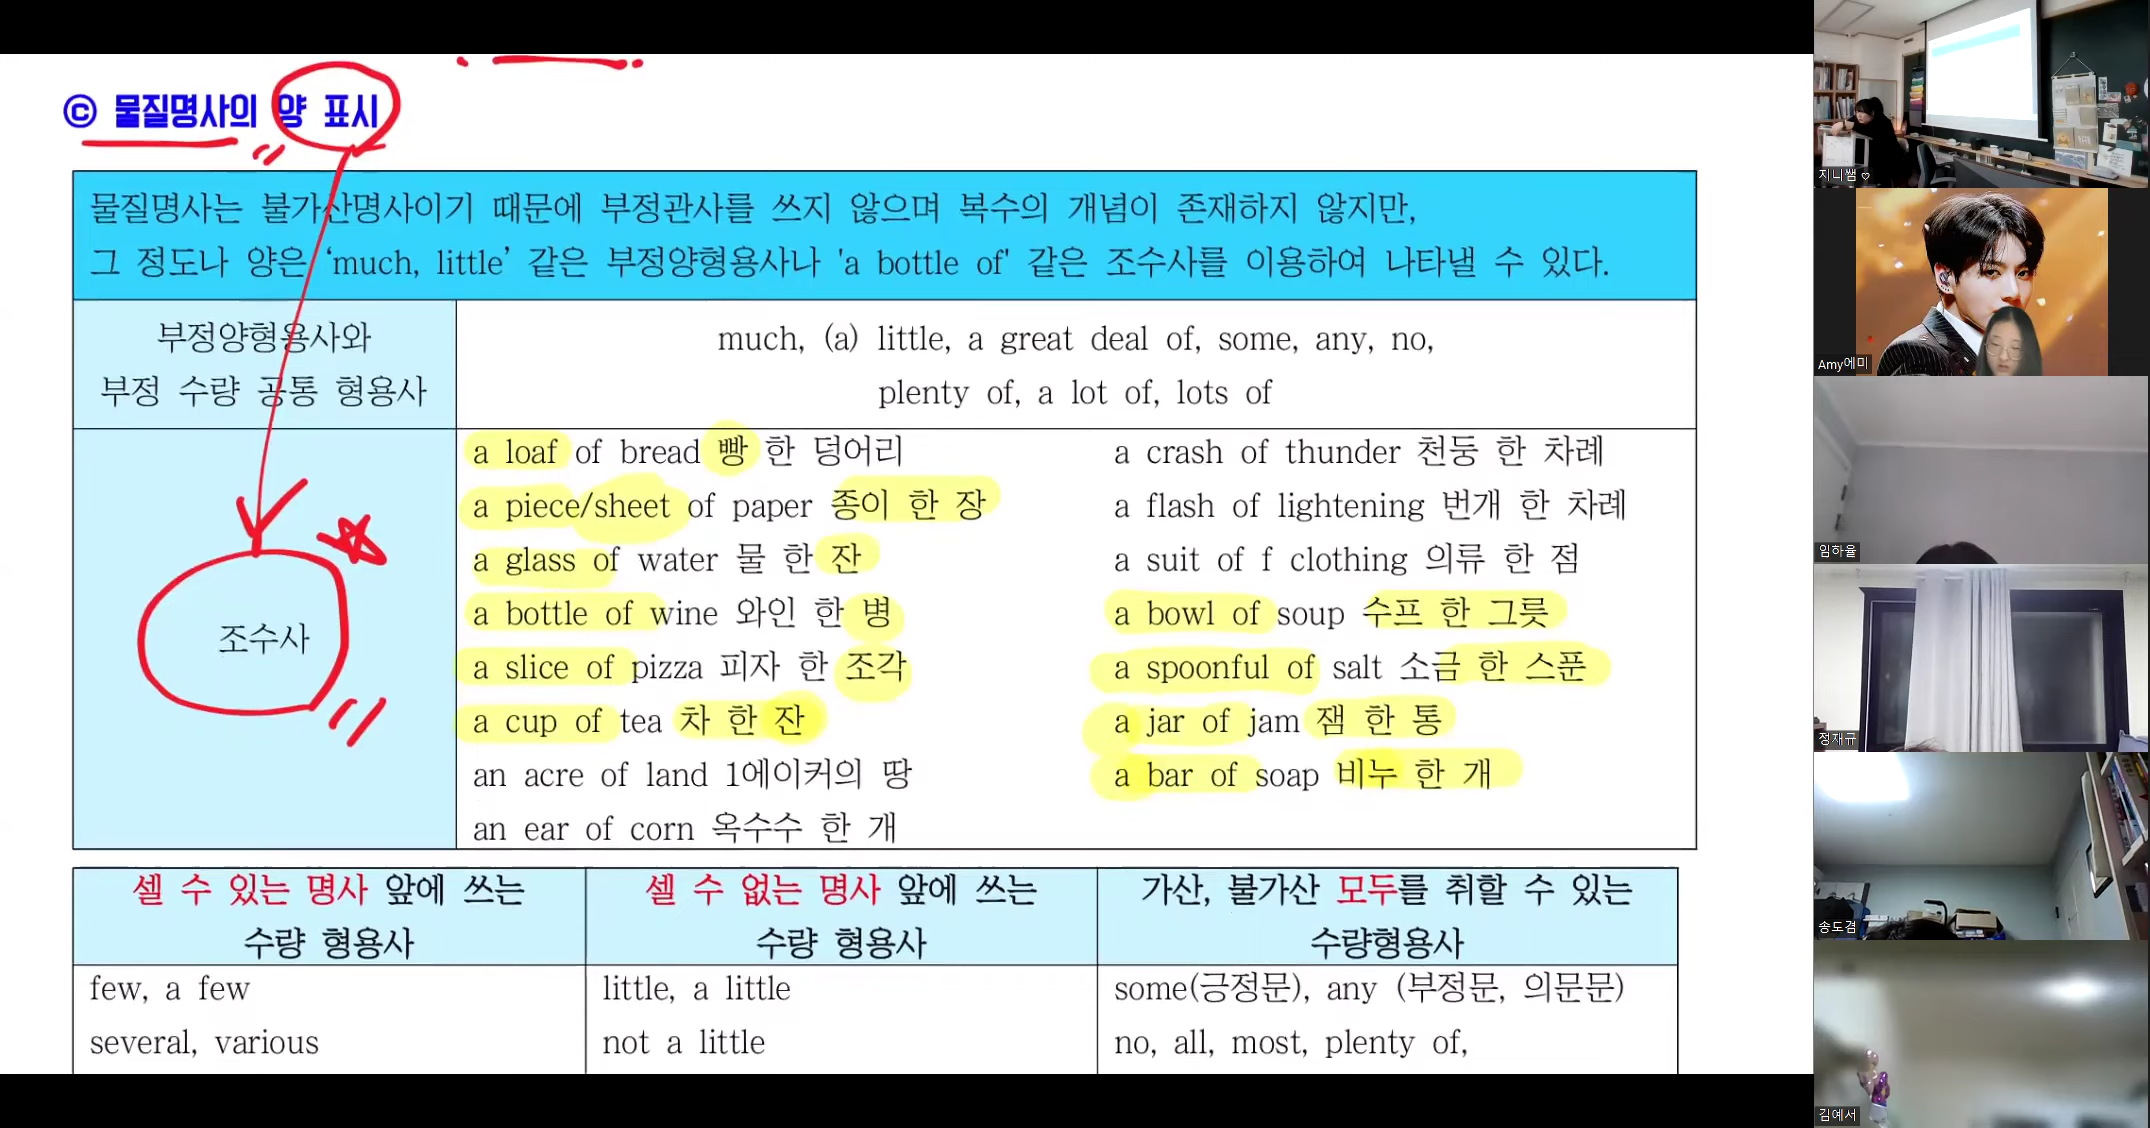 ⓒ 물질명사의 양 표시
물질명사는 불가산명사이기 때문에 부정관사를 쓰지 않으며 복수의 개념이 존재하지 않지만,
그 정도나 양은 ‘much, little’ 같은 부정양형용사나 'a bottle of' 같은 조수사를 이용하여 나타낼 수 있다.
부정양형용사와
부정 수량 공통 형용사
much, (a) little, a great deal of, some, any, no,
plenty of, a lot of, lots of
조수사
a loaf of bread 빵 한 덩어리
a piece/sheet of paper 종이 한 장
a glass of water 물 한 잔
a bottle of wine 와인 한 병
a slice of pizza 피자 한 조각
a cup of tea 차 한 잔
an acre of land 1에이커의 땅
an ear of corn 옥수수 한 개
a crash of thunder 천둥 한 차례
a flash of lightening 번개 한 차례
a suit of f clothing 의류 한 점
a bowl of soup 수프 한 그릇
a spoonful of salt 소금 한 스푼
a jar of jam 잼 한 통
a bar of soap 비누 한 개
셀 수 있는 명사 앞에 쓰는
수량 형용사
셀 수 없는 명사 앞에 쓰는
수량 형용사
가산, 불가산 모두를 취할 수 있는
수량형용사
few, a few
several, various
little, a little
not a little
some(긍정문), any (부정문, 의문문)
no, all, most, plenty of,
지니쌤 ♡
Amy에미
임하율
정재규
송도겸
김예서